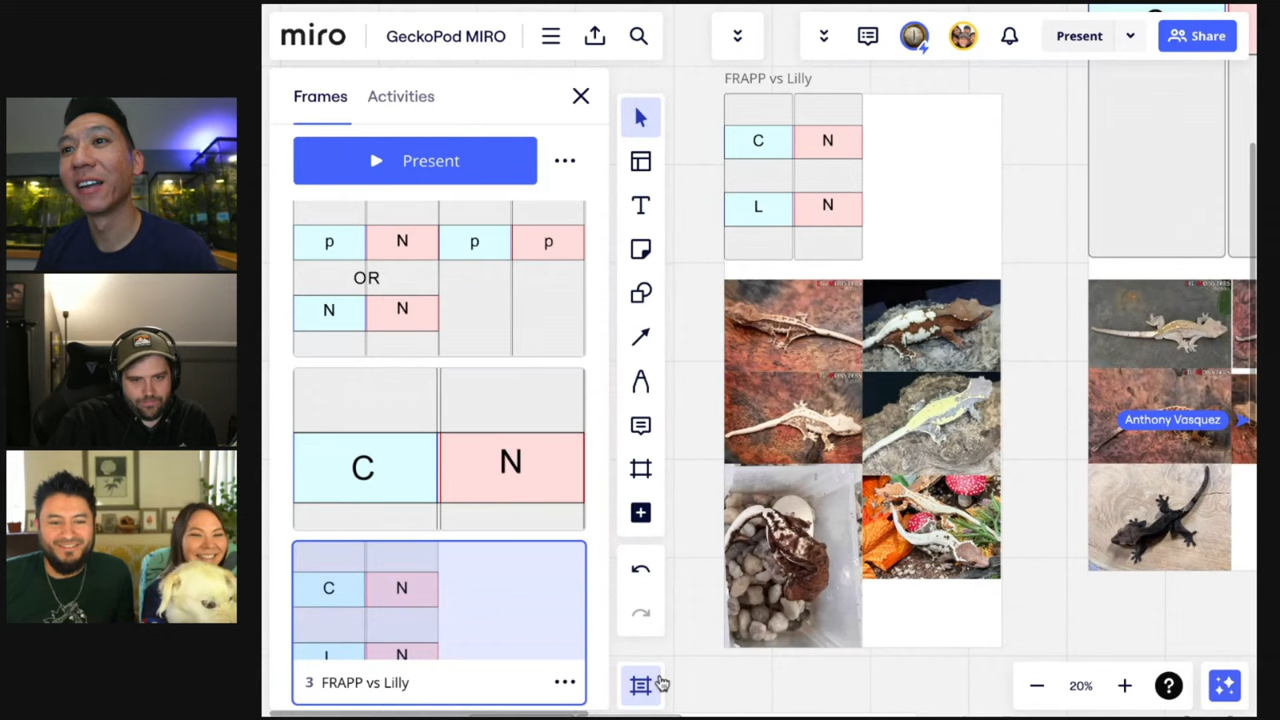 miro
GeckoPod MIRO
Present
Share
Frames
Activities
Present
p
N
p
p
OR
N
N
C
N
C
N
3 FRAPP vs Lilly
FRAPP vs Lilly
C
N
L
N
Anthony Vasquez
20%